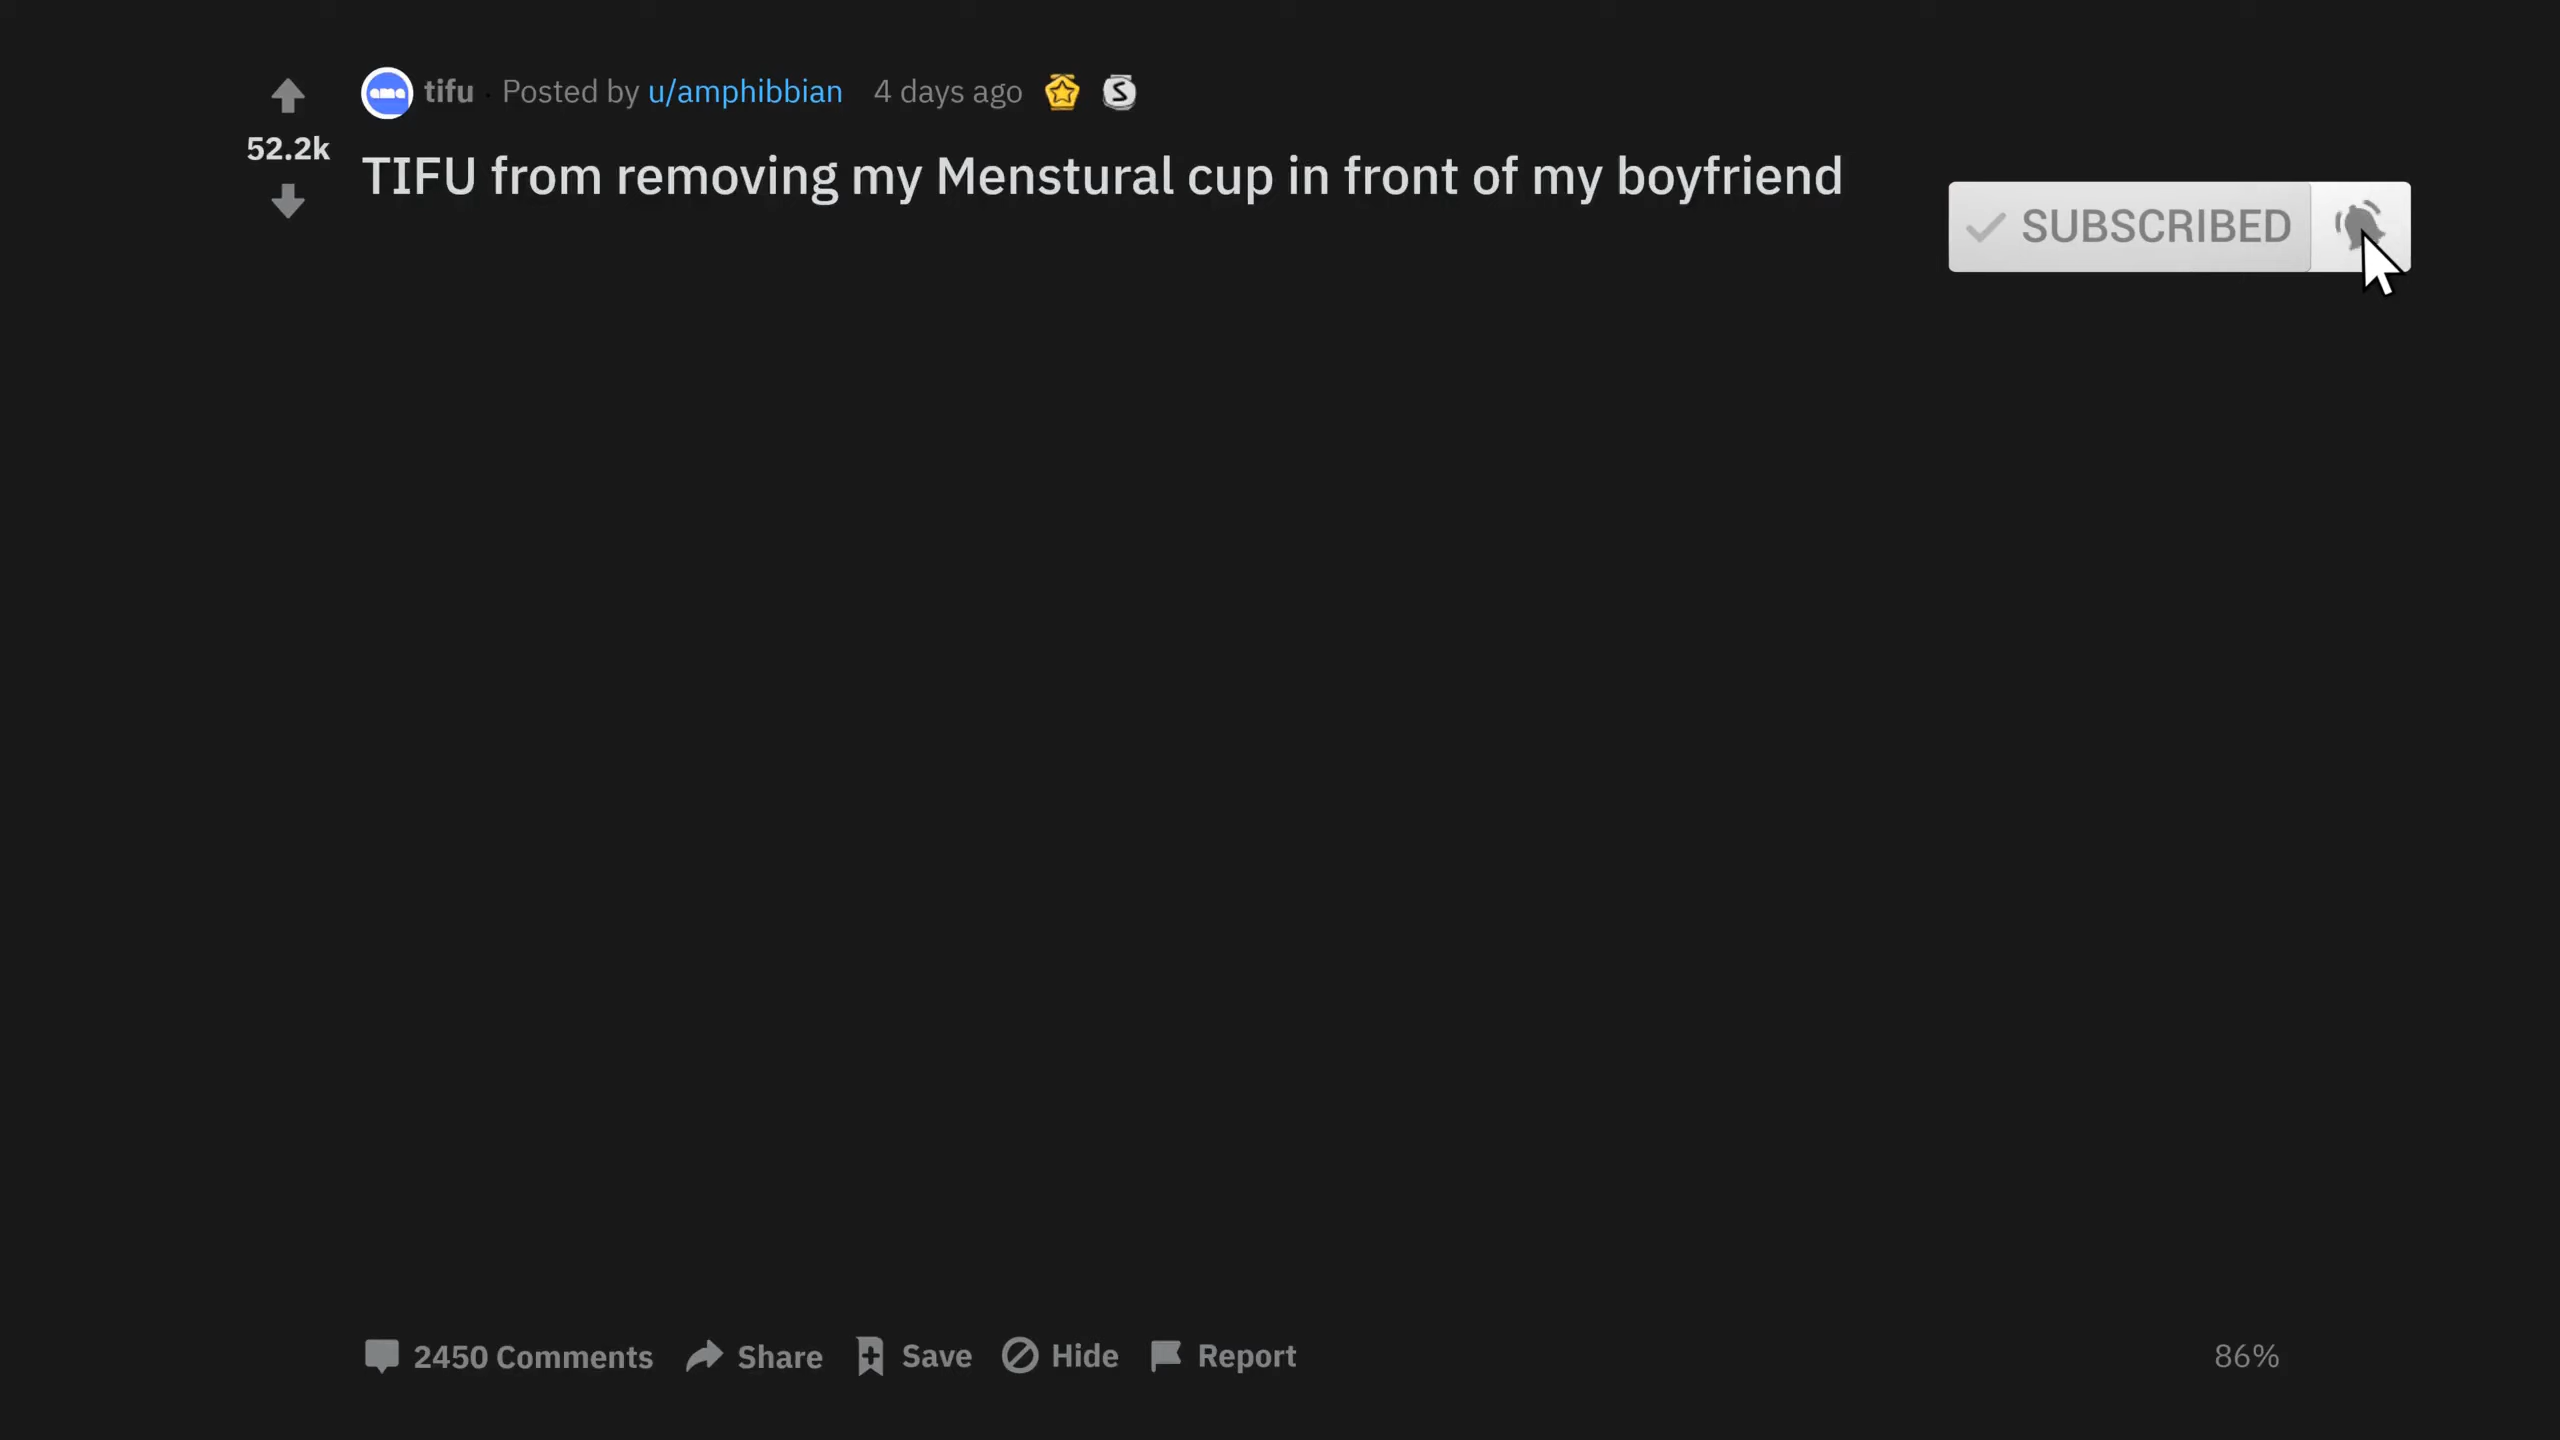 ama tifu · Posted by u/amphibbian 4 days ago S
52.2k
TIFU from removing my Menstural cup in front of my boyfriend
SUBSCRIBED
2450 Comments Share Save Hide Report 86%